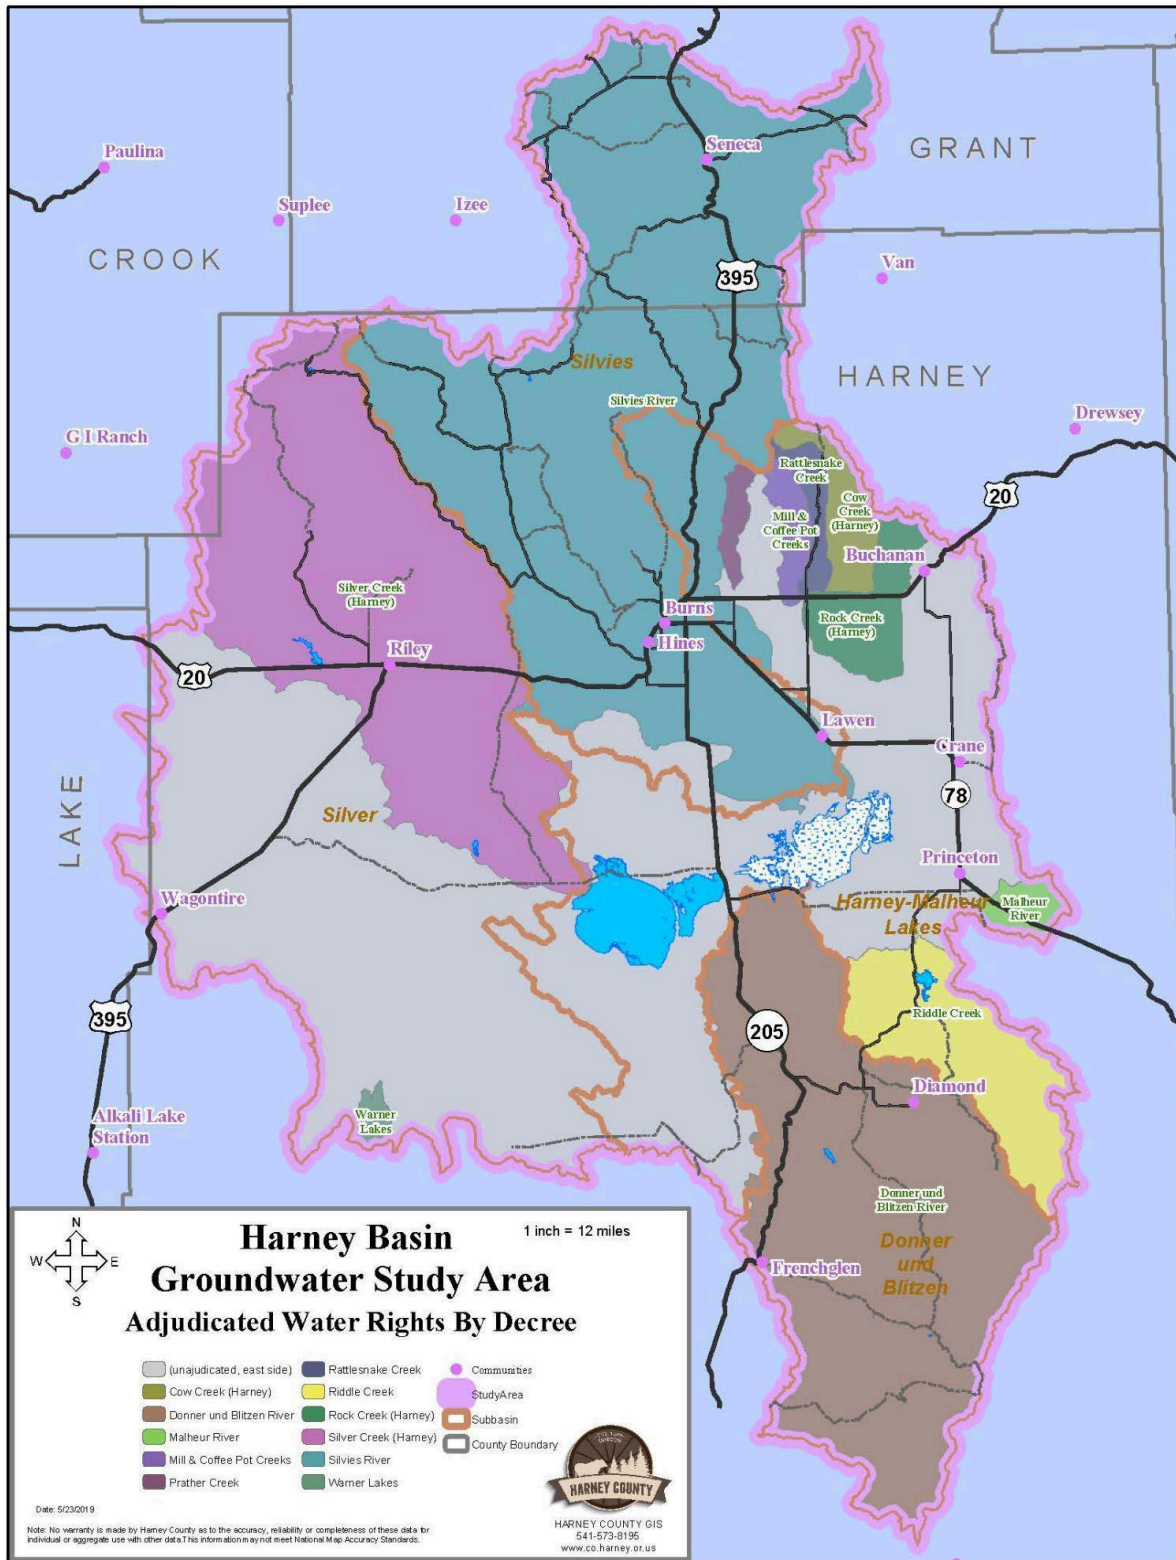 Seneca
GRANT
Paulina
Suplee
Izee
CROOK
Van
395
Silvies
HARNEY
Silvies River
Drewsey
G I Ranch
Rattlesnake
Creek
20
Cow
Creek
(Harney)
Mill &
Coffee Pot
Creeks
Buchanan
Silver Creek
(Harney)
Burns
Rock Creek
(Harney)
Hines
Riley
20
Lawen
Crane
LAKE
78
Silver
Princeton
Wagontire
Harney-Malheur
Lakes
Malheur
River
395
Riddle Creek
205
Diamond
Alkali Lake
Station
Warner
Lakes
Donner und
Blitzen River
Donner
und
Blitzen
Frenchglen
N
W E
S
Harney Basin
1 inch = 12 miles
Groundwater Study Area
Adjudicated Water Rights By Decree
(unajudicated, east side)
Cow Creek (Harney)
Donner und Blitzen River
Malheur River
Mill & Coffee Pot Creeks
Prather Creek
Rattlesnake Creek
Riddle Creek
Rock Creek (Harney)
Silver Creek (Harney)
Silvies River
Warner Lakes
Communities
StudyArea
Subbasin
County Boundary
HARNEY COUNTY
HARNEY COUNTY GIS
541-573-8195
www.co.harney.or.us
Date: 5/23/2019
Note: No warranty is made by Harney County as to the accuracy, reliability or completeness of these data for
individual or aggregate use with other data. This information may not meet National Map Accuracy Standards.